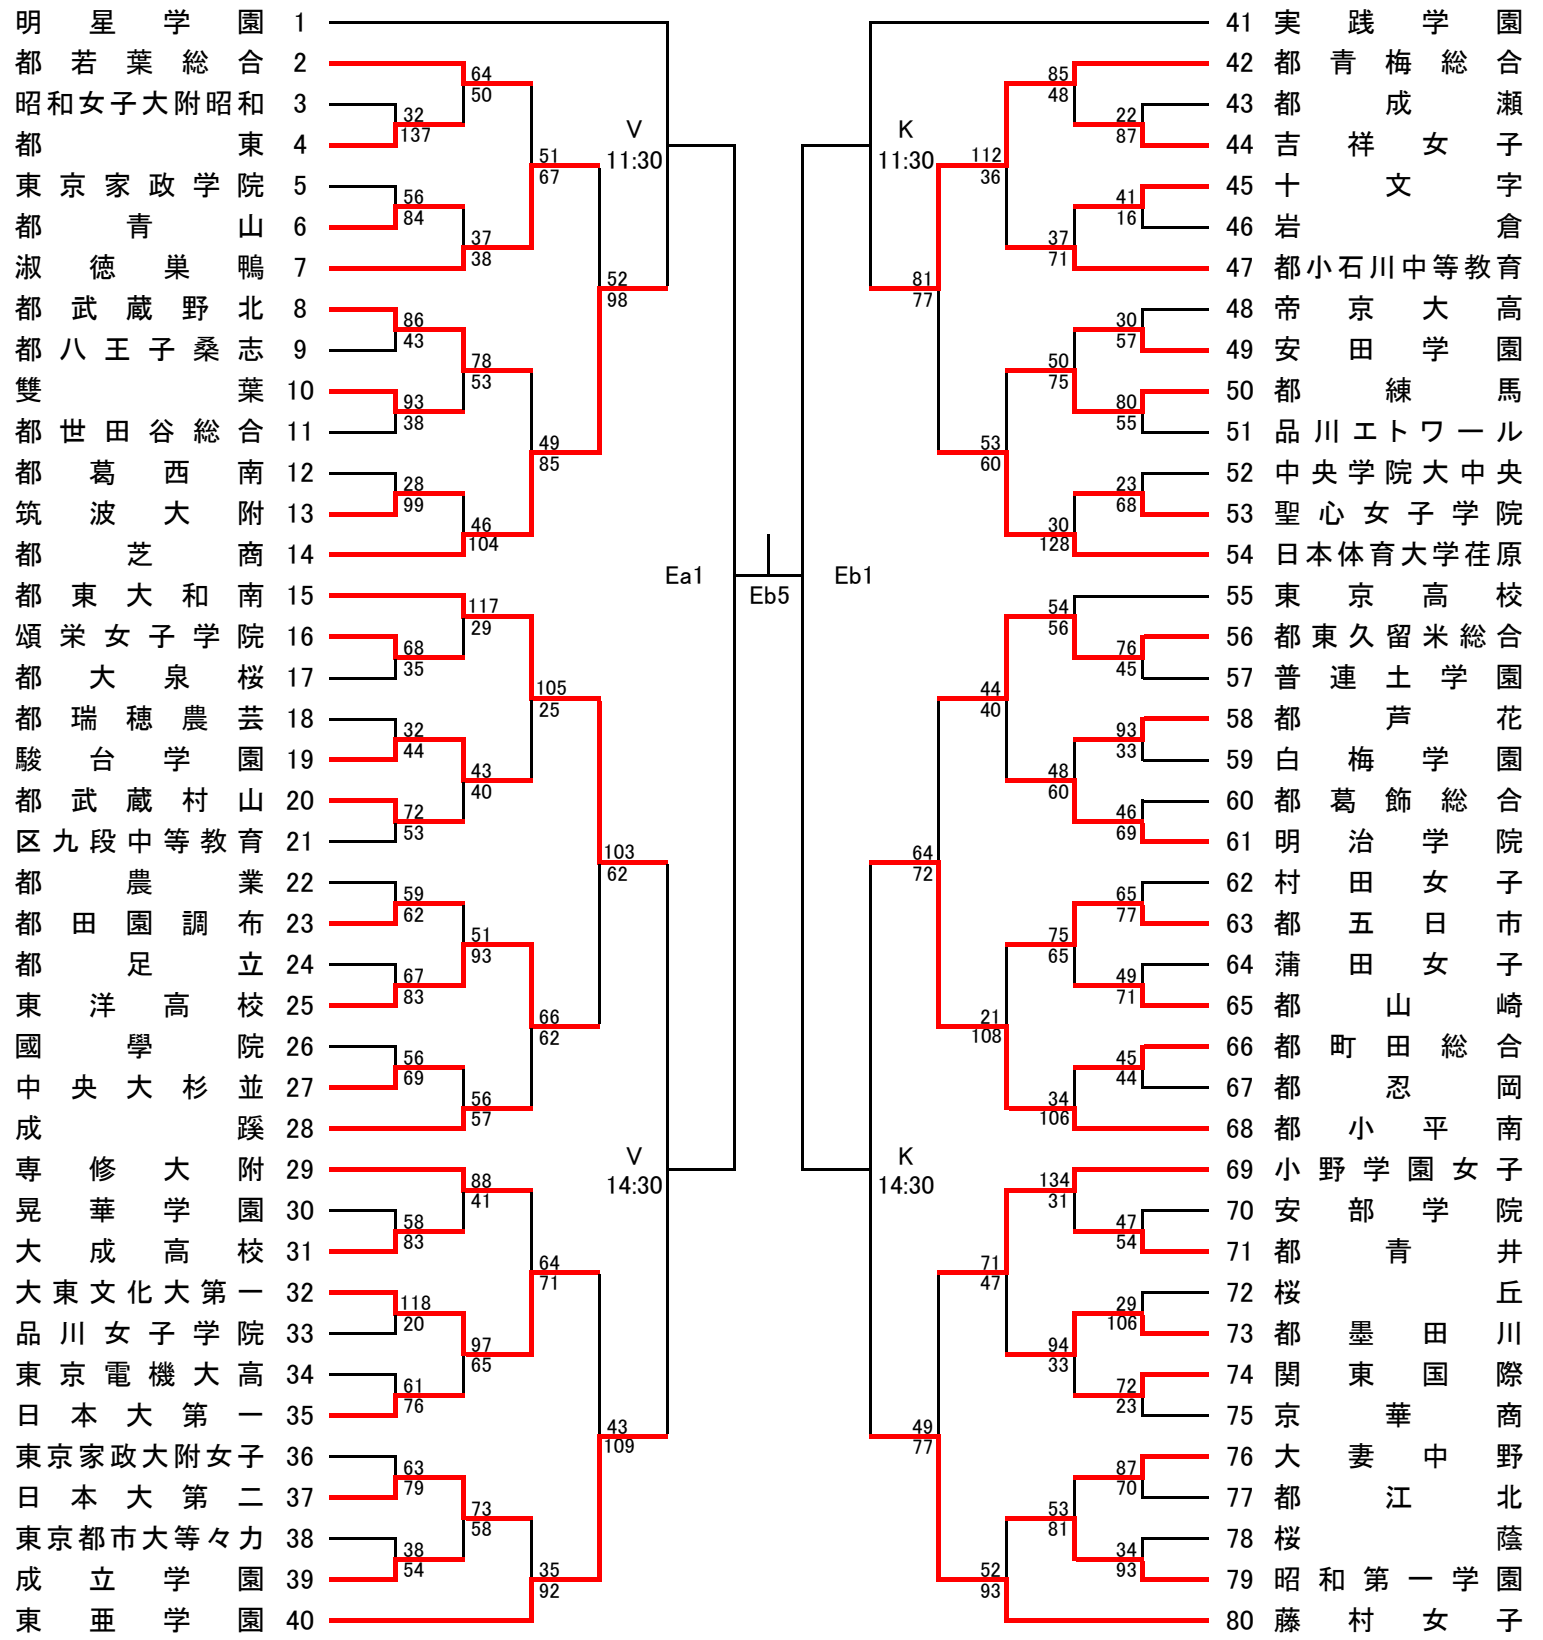 明星学園 1
都若葉総合 2
昭和女子大附昭和 3
都東 4
東京家政学院 5
都青山 6
淑徳巣鴨 7
都武蔵野北 8
都八王子桑志 9
雙葉 10
都世田谷総合 11
都葛西南 12
筑波大附 13
都芝商 14
都東大和南 15
頌栄女子学院 16
都大泉桜 17
都瑞穂農芸 18
駿台学園 19
都武蔵村山 20
区九段中等教育 21
都農業 22
都田園調布 23
都足立 24
東洋高校 25
國學院 26
中央大杉並 27
成蹊 28
専修大附 29
晃華学園 30
大成高校 31
大東文化大第一 32
品川女子学院 33
東京電機大高 34
日本大第一 35
東京家政大附女子 36
日本大第二 37
東京都市大等々力 38
成立学園 39
東亜学園 40
32
137
56
84
86
43
93
38
28
99
68
35
32
44
72
53
59
62
67
83
56
69
58
83
118
20
61
76
63
79
38
54
64
50
37
38
78
53
46
104
117
29
43
40
51
93
56
57
88
41
97
65
73
58
51
67
49
85
105
25
66
62
64
71
35
92
52
98
103
62
43
109
V
11:30
V
14:30
Ea1
Eb5
Eb1
K
11:30
K
14:30
81
77
64
72
49
77
112
36
53
60
44
40
21
108
71
47
52
93
85
48
37
71
50
75
30
128
54
56
48
60
75
65
34
106
134
31
94
33
53
81
22
87
41
16
30
57
80
55
23
68
76
45
93
33
46
69
65
77
49
71
45
44
47
54
29
106
72
23
87
70
34
93
41 実践学園
42 都青梅総合
43 都成瀬
44 吉祥女子
45 十文字
46 岩倉
47 都小石川中等教育
48 帝京大高
49 安田学園
50 都練馬
51 品川エトワール
52 中央学院大中央
53 聖心女子学院
54 日本体育大学荏原
55 東京高校
56 都東久留米総合
57 普連土学園
58 都芦花
59 白梅学園
60 都葛飾総合
61 明治学院
62 村田女子
63 都五日市
64 蒲田女子
65 都山崎
66 都町田総合
67 都忍岡
68 都小平南
69 小野学園女子
70 安部学院
71 都青井
72 桜丘
73 都墨田川
74 関東国際
75 京華商
76 大妻中野
77 都江北
78 桜蔭
79 昭和第一学園
80 藤村女子